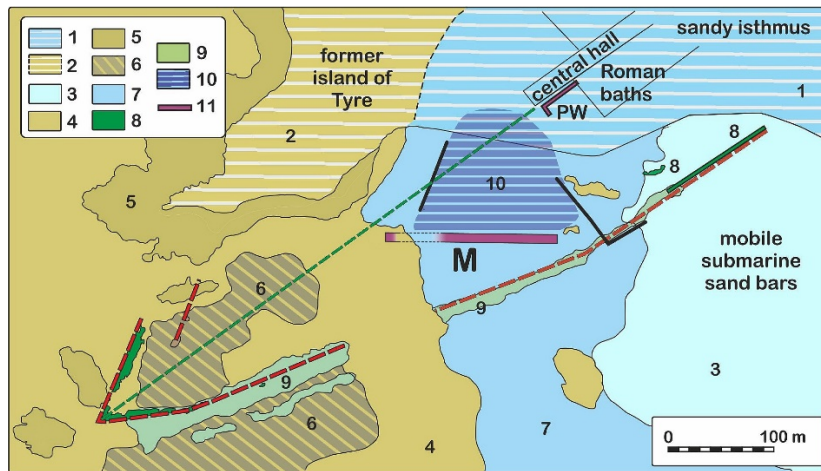 1
2
3
4
5
6
7
8
9
10
11
former
island of
Tyre
2
5
sandy isthmus
central hall
Roman
baths
PW
1
8
8
10
M
9
mobile
submarine
sand bars
3
6
9
6
4
7
0
100 m